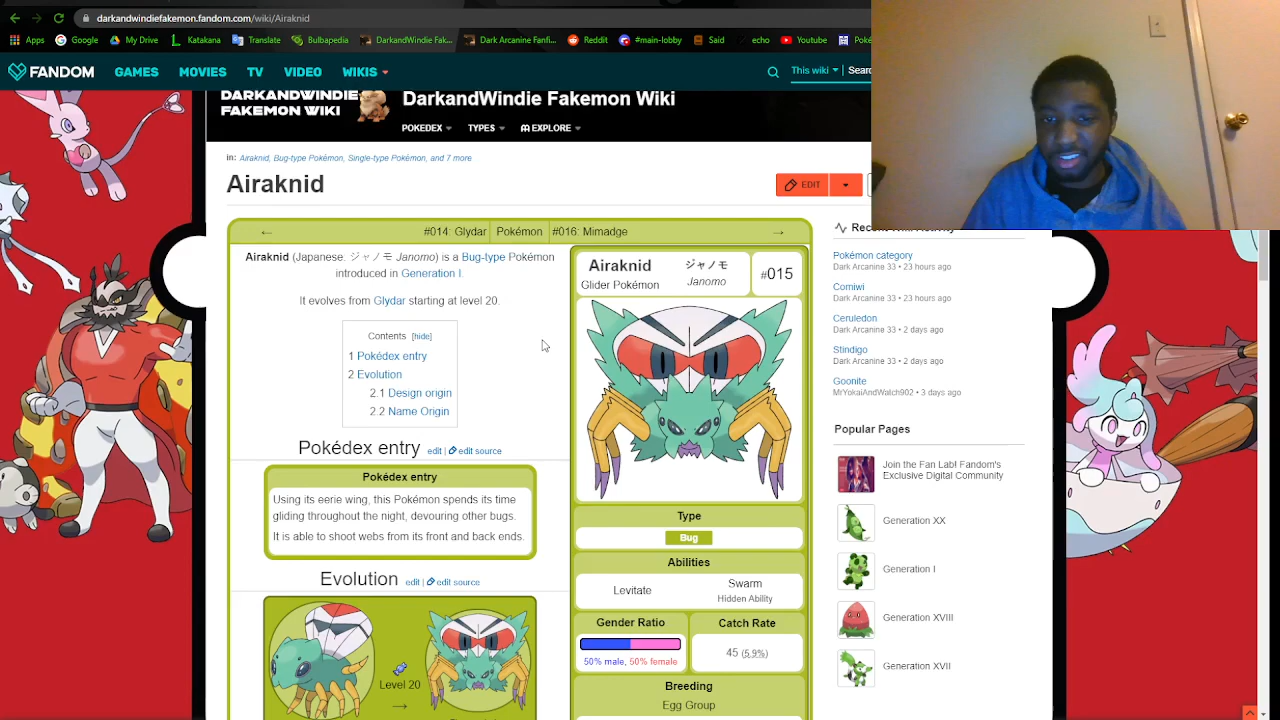 darkandwindiefakemon.fandom.com/wiki/Airaknid
Apps Google My Drive Katakana Translate Bulbapedia DarkandWindie Fak... Dark Arcanine Fanfi... Reddit #main-lobby Said echo Youtube Poké
FANDOM GAMES MOVIES TV VIDEO WIKIS This wiki Searc
DARKANDWINDIE
FAKEMON WIKI
DarkandWindie Fakemon Wiki
POKEDEX TYPES EXPLORE
in: Airaknid, Bug-type Pokémon, Single-type Pokémon, and 7 more
Airaknid
EDIT
← #014: Glydar Pokémon #016: Mimadge →
Airaknid (Japanese: ジャノモ Janomo) is a Bug-type Pokémon
introduced in Generation I.
It evolves from Glydar starting at level 20.
Contents [hide]
1 Pokédex entry
2 Evolution
2.1 Design origin
2.2 Name Origin
Pokédex entry edit | edit source
Pokédex entry
Using its eerie wing, this Pokémon spends its time
gliding throughout the night, devouring other bugs.
It is able to shoot webs from its front and back ends.
Evolution edit | edit source
Level 20
→
Airaknid ジャノモ #015
Glider Pokémon Janomo
Type
Bug
Abilities
Levitate
Swarm
Hidden Ability
Gender Ratio
50% male, 50% female
Catch Rate
45 (5.9%)
Breeding
Egg Group
Recent Wiki Activity
Pokémon category
Dark Arcanine 33 • 23 hours ago
Comiwi
Dark Arcanine 33 • 23 hours ago
Ceruledon
Dark Arcanine 33 • 2 days ago
Stindigo
Dark Arcanine 33 • 2 days ago
Goonite
MrYokaiAndWatch902 • 3 days ago
Popular Pages
Join the Fan Lab! Fandom's
Exclusive Digital Community
Generation XX
Generation I
Generation XVIII
Generation XVII